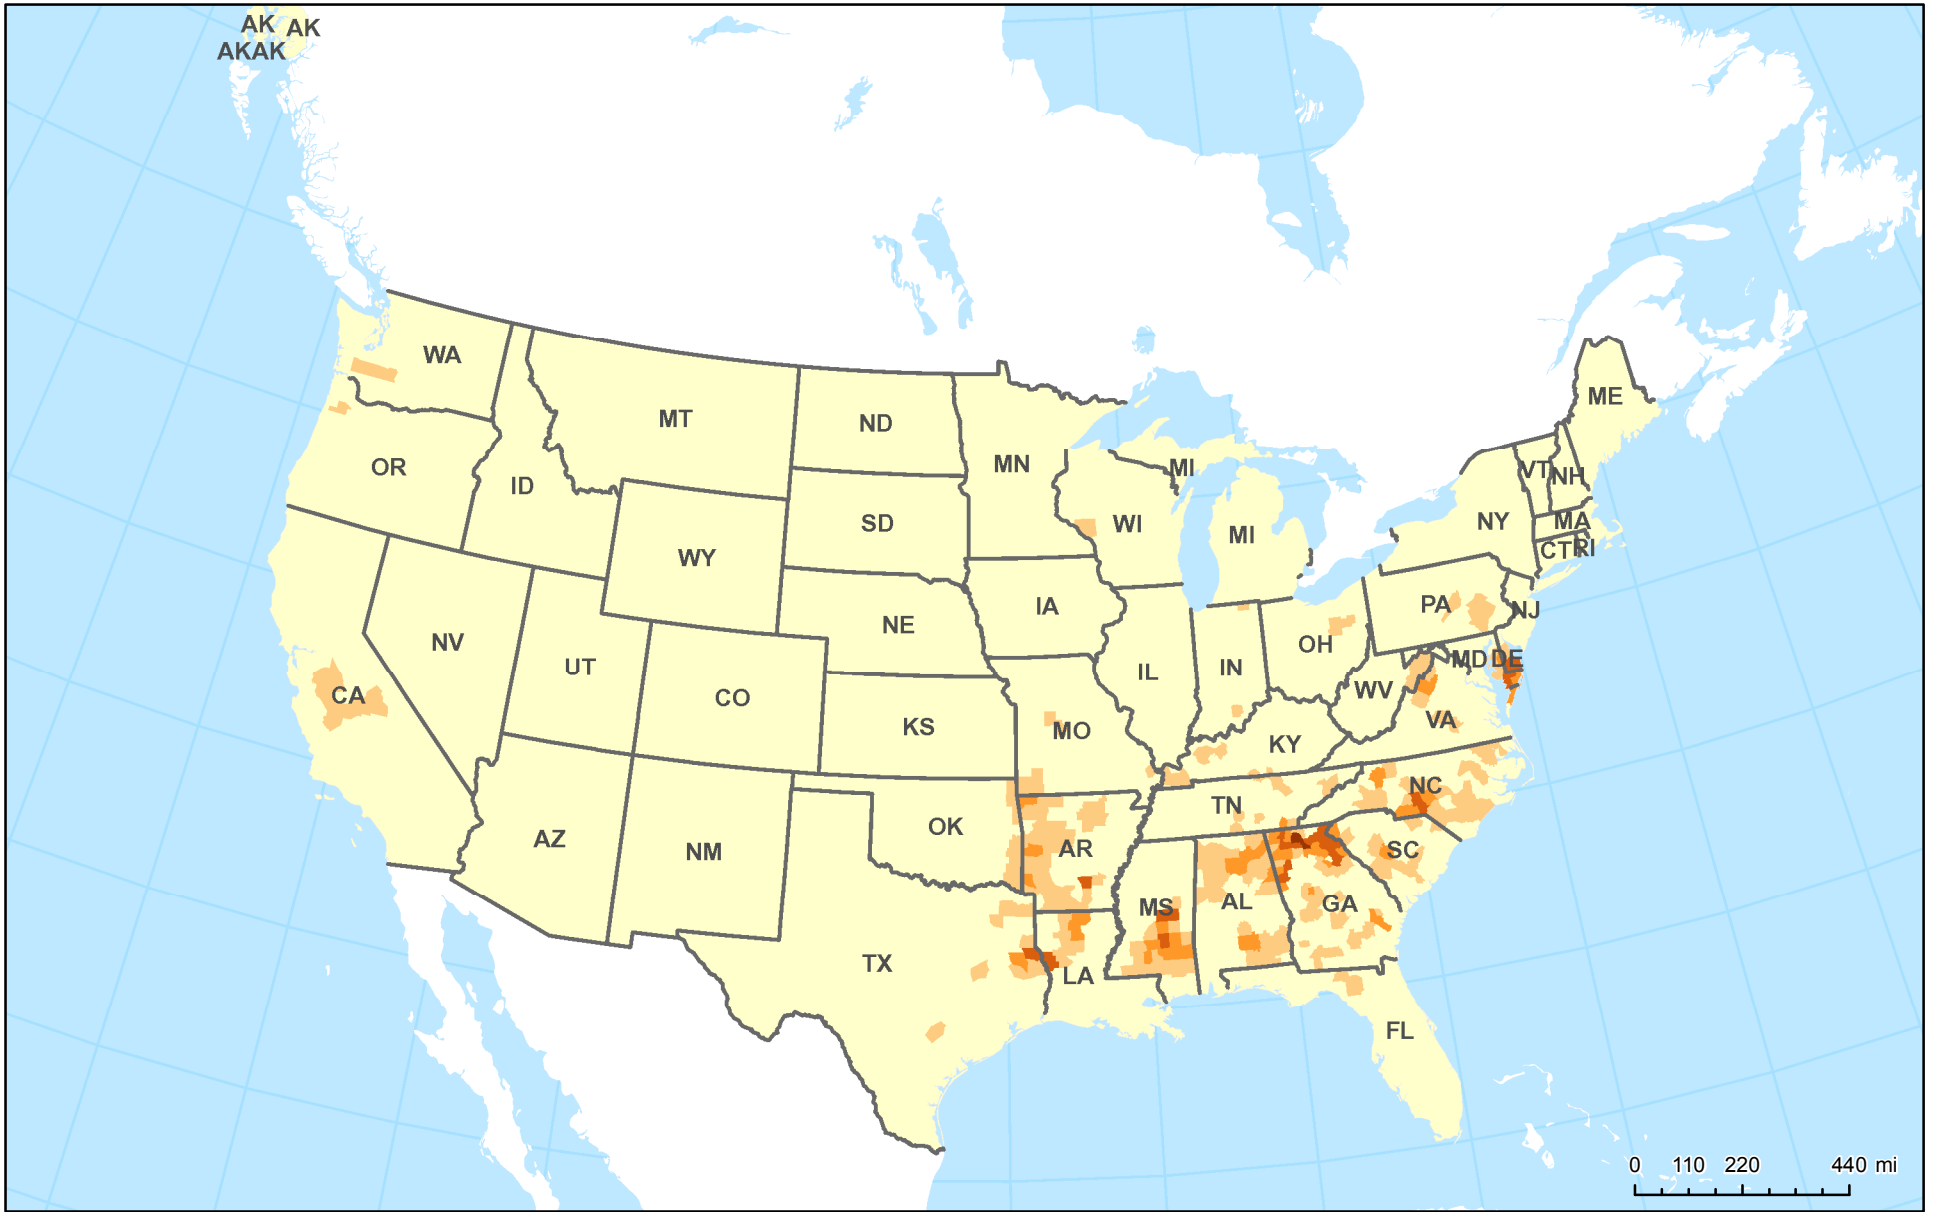 AK AK
AKAK
WA
MT
ND
MN
ME
OR
ID
SD
WI
MI
MI
VT
NH
NY
MA
CT
RI
WY
IA
PA
NJ
NE
NV
UT
CO
IL
IN
OH
MD
DE
CA
KS
MO
WV
VA
KY
AZ
NM
OK
AR
TN
NC
SC
TX
LA
MS
AL
GA
FL
0 110 220 440 mi